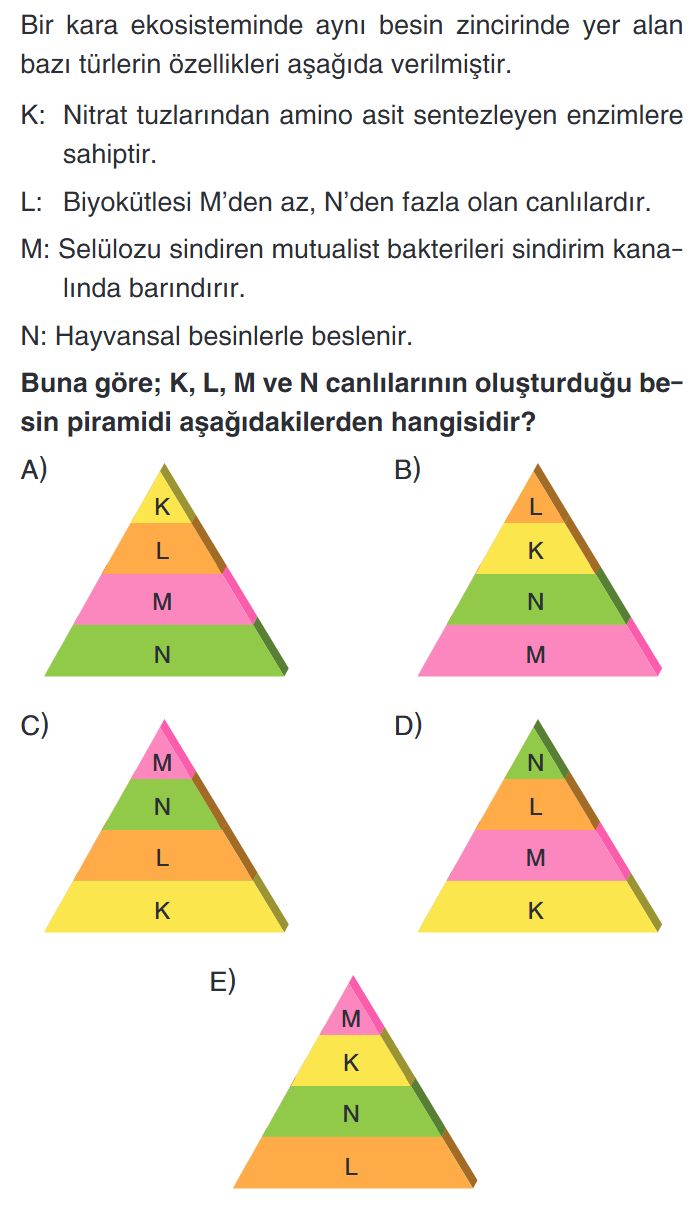 Bir kara ekosisteminde aynı besin zincirinde yer alan
bazı türlerin özellikleri aşağıda verilmiştir.
K: Nitrat tuzlarından amino asit sentezleyen enzimlere
sahiptir.
L: Biyokütlesi M’den az, N’den fazla olan canlılardır.
M: Selülozu sindiren mutualist bakterileri sindirim kana-
lında barındırır.
N: Hayvansal besinlerle beslenir.
Buna göre; K, L, M ve N canlılarının oluşturduğu be-
sin piramidi aşağıdakilerden hangisidir?
A)
K
L
M
N
B)
L
K
N
M
C)
M
N
L
K
D)
N
L
M
K
E)
M
K
N
L